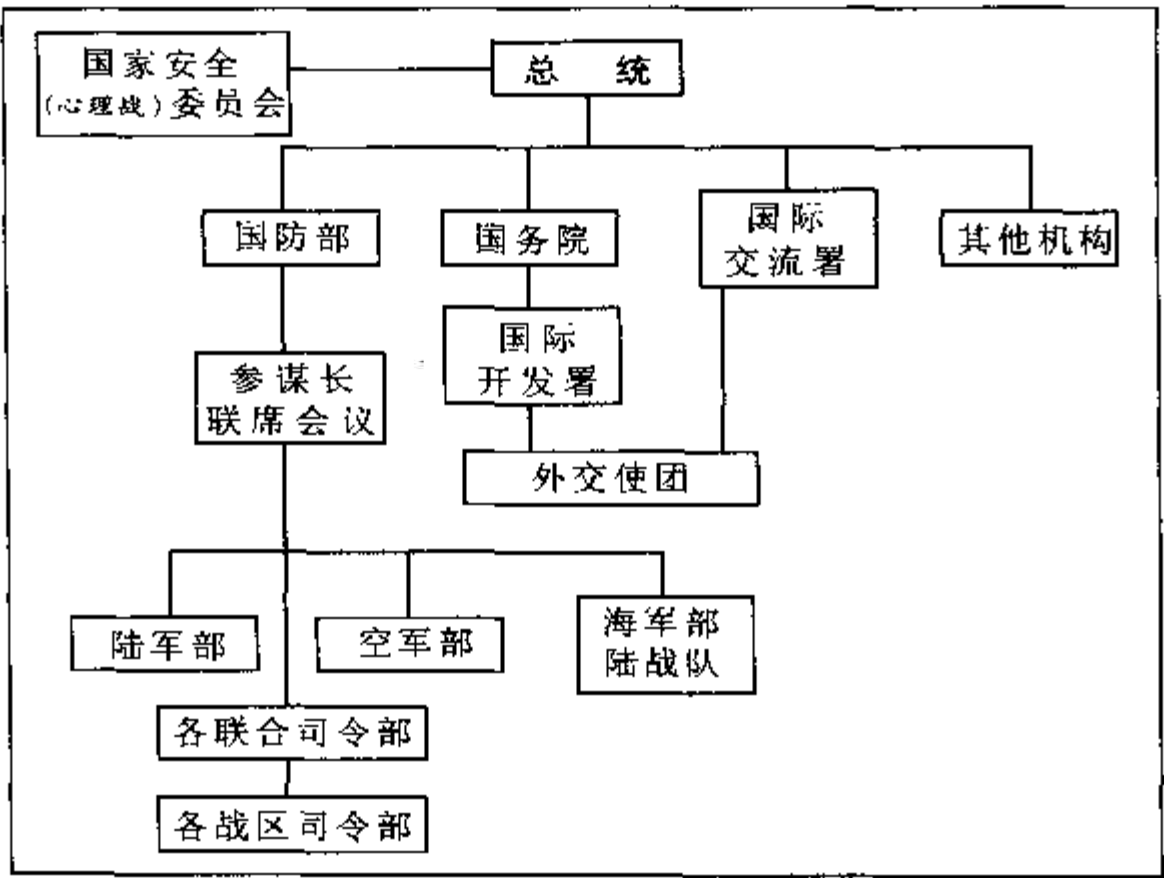 国家安全
(心理战)委员会
总 统
国防部
国务院
国际
交流署
其他机构
国际
开发署
参谋长
联席会议
外交使团
陆军部
空军部
海军部
陆战队
各联合司令部
各战区司令部